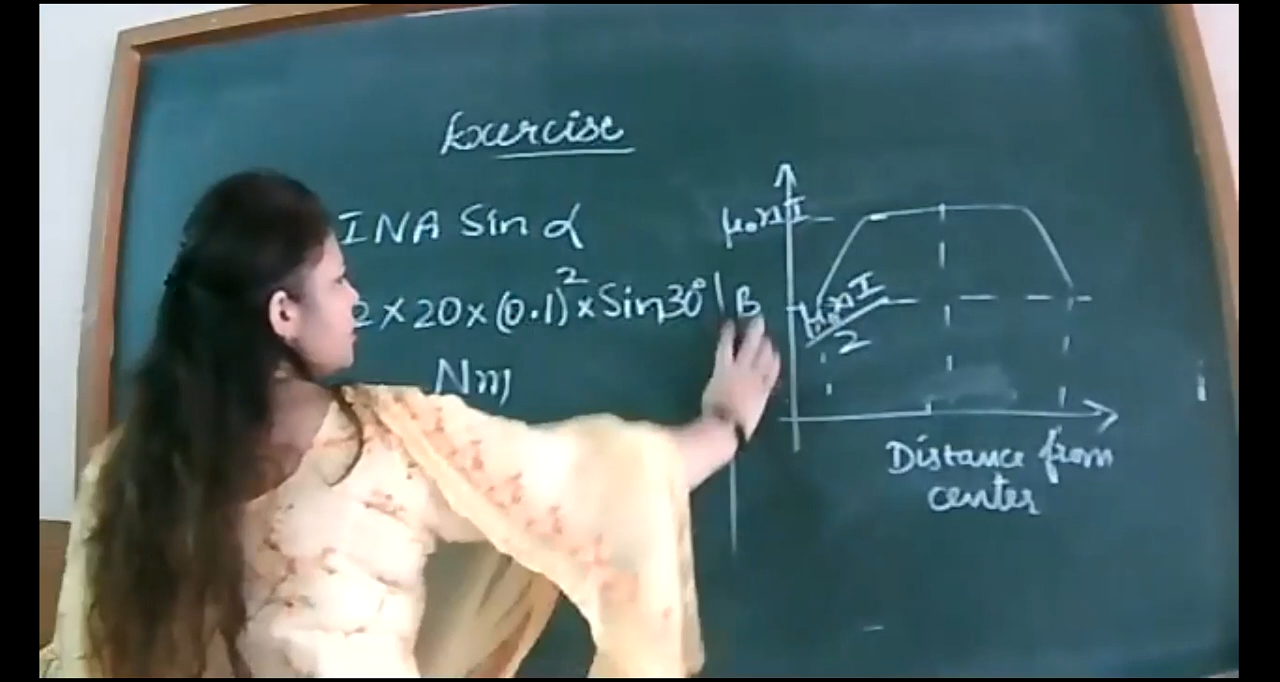 Exercise
INA Sin α
2 × 20 × (0.1)² × Sin30°
Nm
μ₀nI
B
μ₀nI/2
Distance from
center